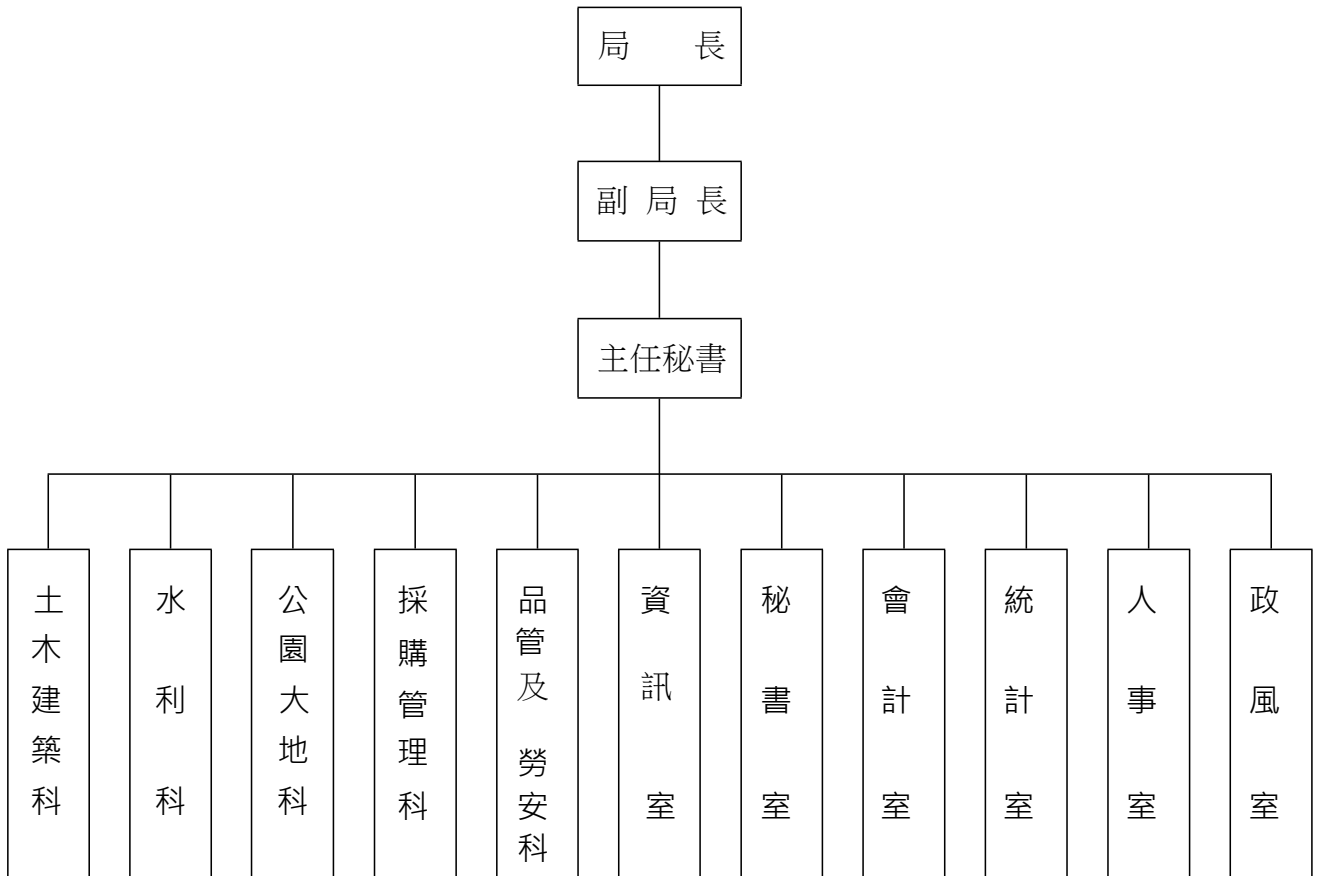 局長
副局長
主任秘書
土木建築科
水利科
公園大地科
採購管理科
品管及勞安科
資訊室
秘書室
會計室
統計室
人事室
政風室